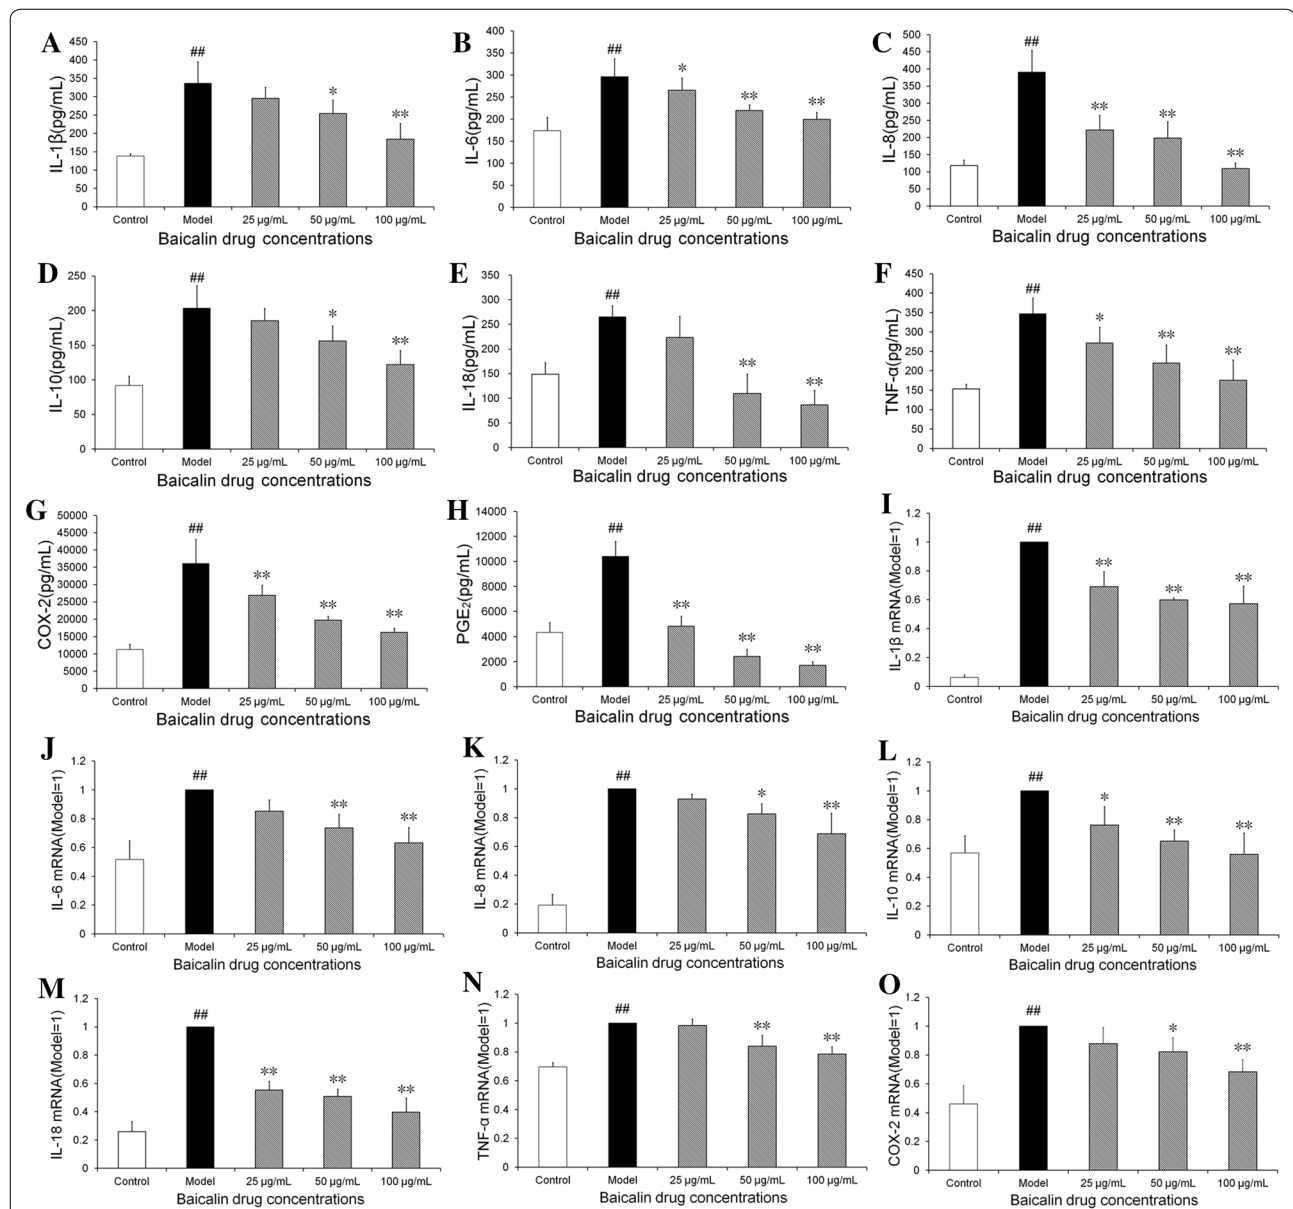 A
IL-1β(pg/mL)
450
400
350
300
250
200
150
100
50
0
##
*
**
Control Model 25 µg/mL 50 µg/mL 100 µg/mL
Baicalin drug concentrations
B
IL-6(pg/mL)
400
350
300
250
200
150
100
50
0
##
*
**
**
Control Model 25 µg/mL 50 µg/mL 100 µg/mL
Baicalin drug concentrations
C
IL-8(pg/mL)
500
450
400
350
300
250
200
150
100
50
0
##
**
**
**
Control Model 25 µg/mL 50 µg/mL 100 µg/mL
Baicalin drug concentrations
D
IL-10(pg/mL)
250
200
150
100
50
0
##
*
**
Control Model 25 µg/mL 50 µg/mL 100 µg/mL
Baicalin drug concentrations
E
IL-18(pg/mL)
350
300
250
200
150
100
50
0
##
**
**
Control Model 25 µg/mL 50 µg/mL 100 µg/mL
Baicalin drug concentrations
F
TNF-α(pg/mL)
450
400
350
300
250
200
150
100
50
0
##
*
**
**
Control Model 25 µg/mL 50 µg/mL 100 µg/mL
Baicalin drug concentrations
G
COX-2(pg/mL)
50000
45000
40000
35000
30000
25000
20000
15000
10000
5000
0
##
**
**
**
Control Model 25 µg/mL 50 µg/mL 100 µg/mL
Baicalin drug concentrations
H
PGE₂(pg/mL)
14000
12000
10000
8000
6000
4000
2000
0
##
**
**
**
Control Model 25 µg/mL 50 µg/mL 100 µg/mL
Baicalin drug concentrations
I
IL-1β mRNA(Model=1)
1.2
1
0.8
0.6
0.4
0.2
0
##
**
**
**
Control Model 25 µg/mL 50 µg/mL 100 µg/mL
Baicalin drug concentrations
J
IL-6 mRNA(Model=1)
1.2
1
0.8
0.6
0.4
0.2
0
##
**
**
Control Model 25 µg/mL 50 µg/mL 100 µg/mL
Baicalin drug concentrations
K
IL-8 mRNA(Model=1)
1.2
1
0.8
0.6
0.4
0.2
0
##
*
**
Control Model 25 µg/mL 50 µg/mL 100 µg/mL
Baicalin drug concentrations
L
IL-10 mRNA(Model=1)
1.2
1
0.8
0.6
0.4
0.2
0
##
*
**
**
Control Model 25 µg/mL 50 µg/mL 100 µg/mL
Baicalin drug concentrations
M
IL-18 mRNA(Model=1)
1.2
1
0.8
0.6
0.4
0.2
0
##
**
**
**
Control Model 25 µg/mL 50 µg/mL 100 µg/mL
Baicalin drug concentrations
N
TNF-α mRNA(Model=1)
1.2
1
0.8
0.6
0.4
0.2
0
##
**
**
Control Model 25 µg/mL 50 µg/mL 100 µg/mL
Baicalin drug concentrations
O
COX-2 mRNA(Model=1)
1.2
1
0.8
0.6
0.4
0.2
0
##
*
**
Control Model 25 µg/mL 50 µg/mL 100 µg/mL
Baicalin drug concentrations